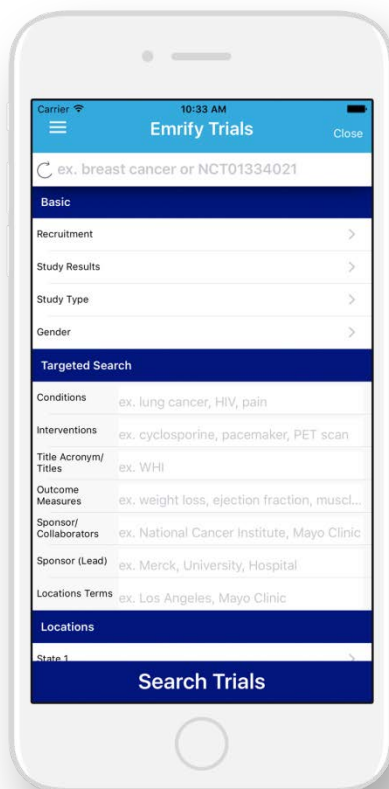 Carrier 10:33 AM
Emrify Trials Close
ex. breast cancer or NCT01334021
Basic
Recruitment
Study Results
Study Type
Gender
Targeted Search
Conditions ex. lung cancer, HIV, pain
Interventions ex. cyclosporine, pacemaker, PET scan
Title Acronym/
Titles ex. WHI
Outcome
Measures ex. weight loss, ejection fraction, muscl...
Sponsor/
Collaborators ex. National Cancer Institute, Mayo Clinic
Sponsor (Lead) ex. Merck, University, Hospital
Locations Terms ex. Los Angeles, Mayo Clinic
Locations
State 1
Search Trials